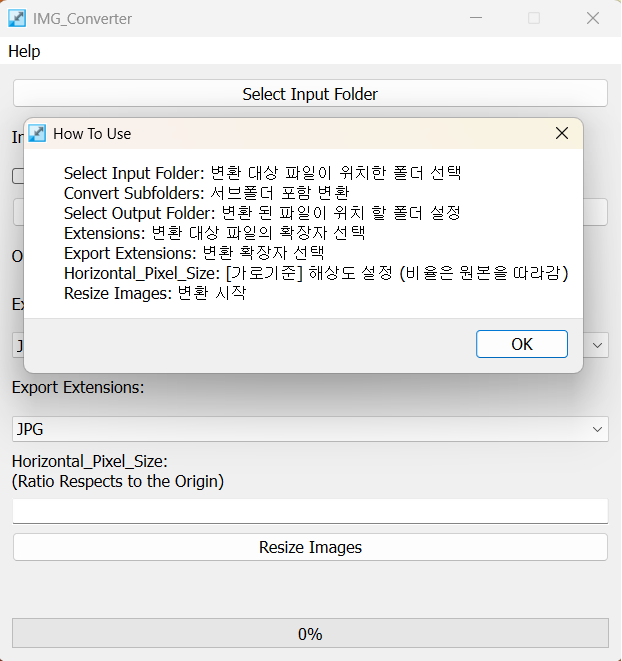 IMG_Converter
Help
Select Input Folder
How To Use
Select Input Folder: 변환 대상 파일이 위치한 폴더 선택
Convert Subfolders: 서브폴더 포함 변환
Select Output Folder: 변환 된 파일이 위치 할 폴더 설정
Extensions: 변환 대상 파일의 확장자 선택
Export Extensions: 변환 확장자 선택
Horizontal_Pixel_Size: [가로기준] 해상도 설정 (비율은 원본을 따라감)
Resize Images: 변환 시작
OK
Export Extensions:
JPG
Horizontal_Pixel_Size:
(Ratio Respects to the Origin)
Resize Images
0%